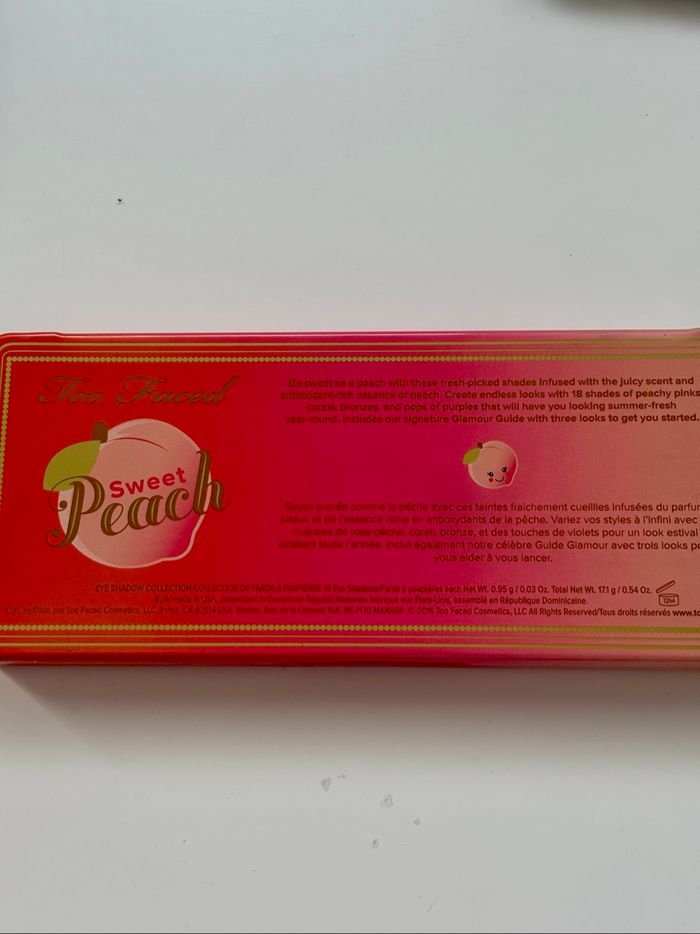 Too Faced
Sweet
Peach
Be sweet as a peach with these fresh-picked shades infused with the juicy scent and
antioxidant-rich essence of peach. Create endless looks with 18 shades of peachy pinks
corals, bronzes, and pops of purples that will have you looking summer-fresh
year-round. Includes our signature Glamour Guide with three looks to get you started.
Soyez sucrée comme la pêche avec ces teintes fraîchement cueillies infusées du parfum
juteux et de l'essence riche en antioxydants de la pêche. Variez vos styles à l'infini avec
nuances de rose-pêche, corail, bronze, et des touches de violets pour un look estival
éclatant toute l'année. Inclut également notre célèbre Guide Glamour avec trois looks
vous aider à vous lancer.
EYE SHADOW COLLECTION/COLLECTION DE FARDS À PAUPIÈRES 18 Eye Shadows/Fards à paupières each Net Wt. 0.95 g / 0.03 Oz. Total Net Wt. 17.1 g / 0.54 Oz.
Bulk made in USA, assembled in Dominican Republic/Matières fabriqué aux États-Unis, assemblé en République Dominicaine.
Dist. by/Distr. par Too Faced Cosmetics, LLC, Irvine, CA 92614 USA. BE-7170 MANAGE © 2016 Too Faced Cosmetics, LLC All Rights Reserved/Tous droits réservés
12M